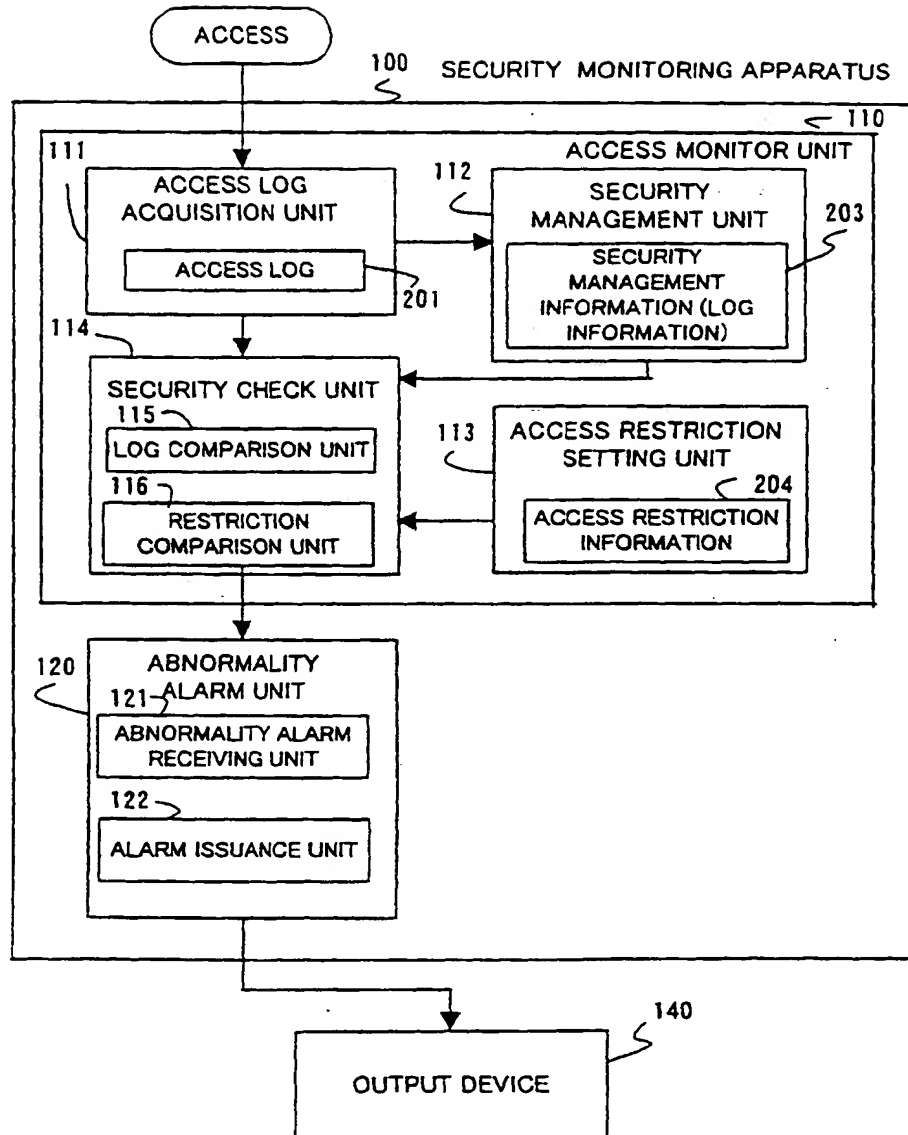 ACCESS
100 SECURITY MONITORING APPARATUS
110
ACCESS MONITOR UNIT
111
ACCESS LOG
ACQUISITION UNIT
ACCESS LOG
201
112
SECURITY
MANAGEMENT UNIT
203
SECURITY
MANAGEMENT
INFORMATION (LOG
INFORMATION)
114
SECURITY CHECK UNIT
115
LOG COMPARISON UNIT
116
RESTRICTION
COMPARISON UNIT
113
ACCESS RESTRICTION
SETTING UNIT
204
ACCESS RESTRICTION
INFORMATION
120
ABNORMALITY
ALARM UNIT
121
ABNORMALITY ALARM
RECEIVING UNIT
122
ALARM ISSUANCE UNIT
140
OUTPUT DEVICE